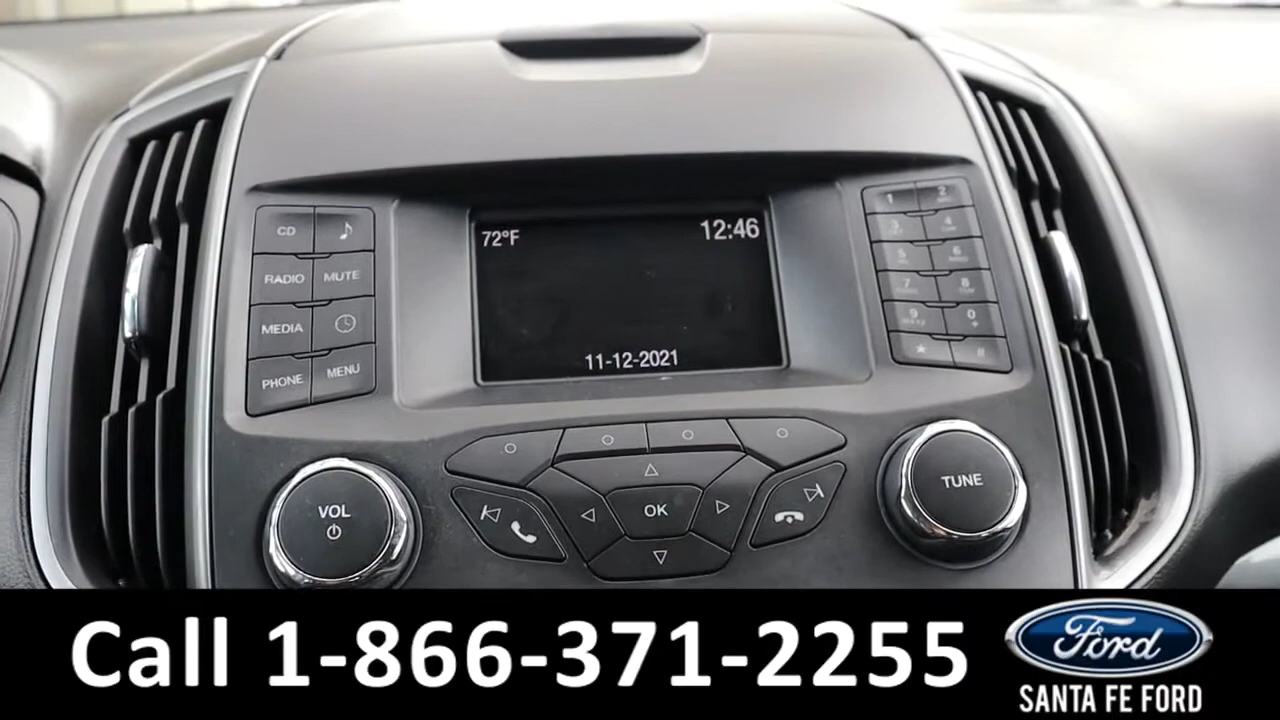 72°F
12:46
11-12-2021
CD
RADIO
MUTE
MEDIA
PHONE
MENU
1
2
3
4
5
6
7
8
9
0
+
*
#
VOL
OK
TUNE
Call 1-866-371-2255
Ford
SANTA FE FORD